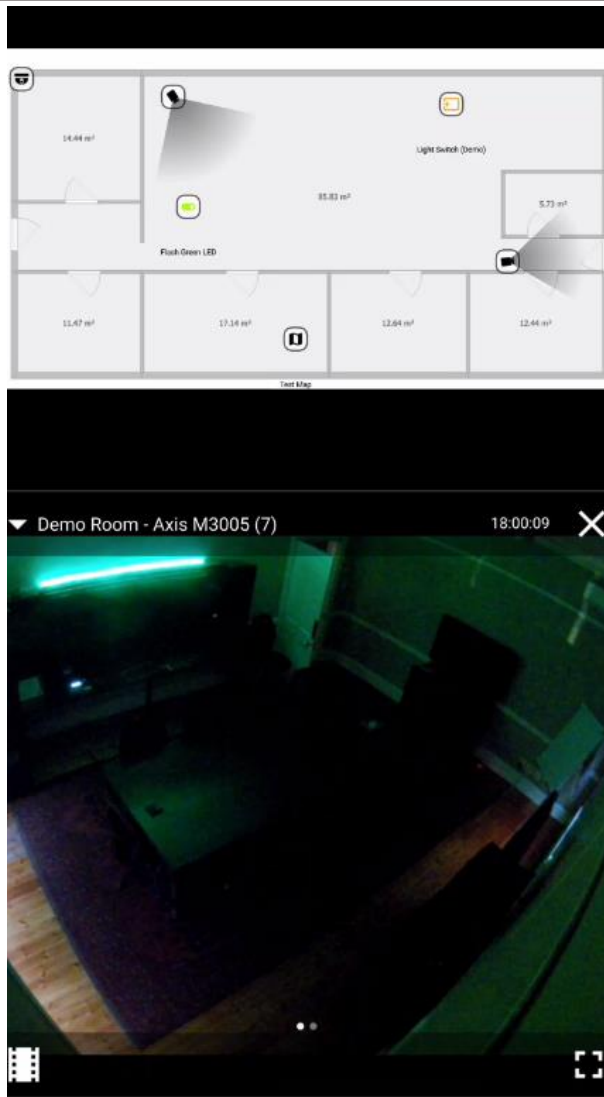 14.44 m²
Light Switch (Demo)
85.83 m²
5.73 m²
Flash Green LED
11.47 m²
17.14 m²
12.64 m²
12.44 m²
Test Map
Demo Room - Axis M3005 (7)
18:00:09